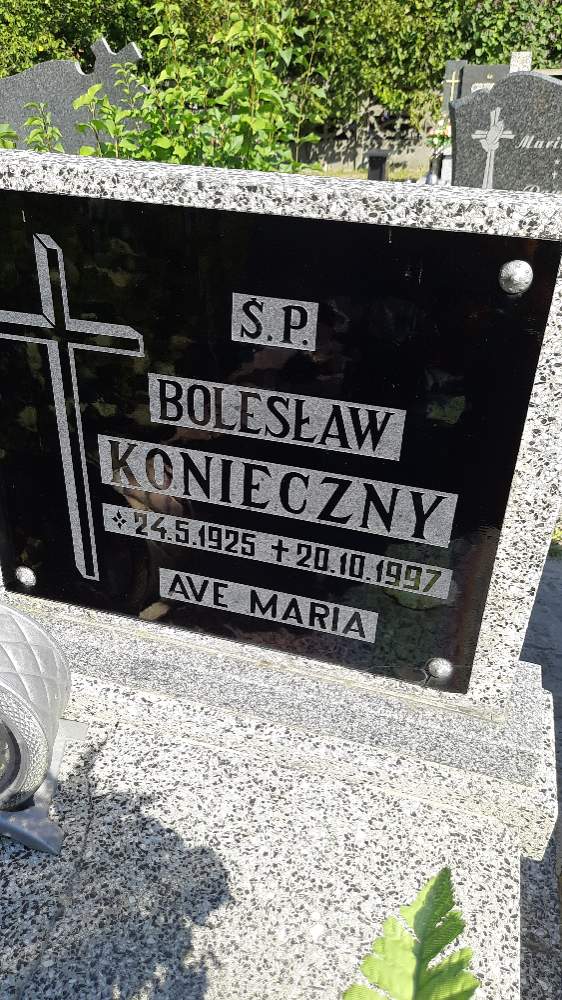 Ś.P.
BOLESŁAW
KONIECZNY
24.5.1925 ✝ 20.10.1997
AVE MARIA